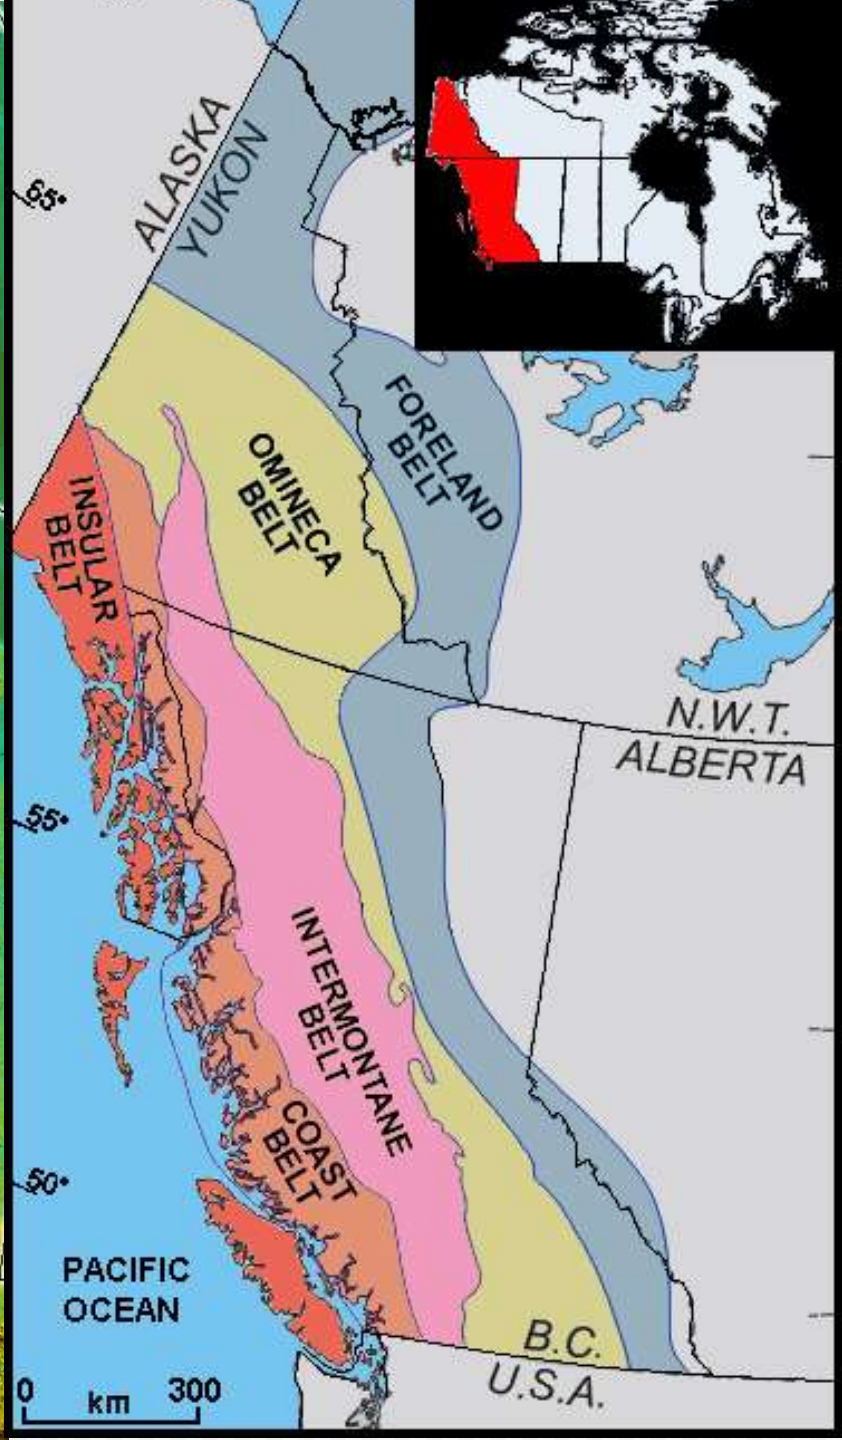 ALASKA
YUKON
65°
FORELAND
BELT
OMINECA
BELT
INSULAR
BELT
N.W.T.
ALBERTA
55°
INTERMONTANE
BELT
COAST
BELT
50°
PACIFIC
OCEAN
B.C.
U.S.A.
0 km 300